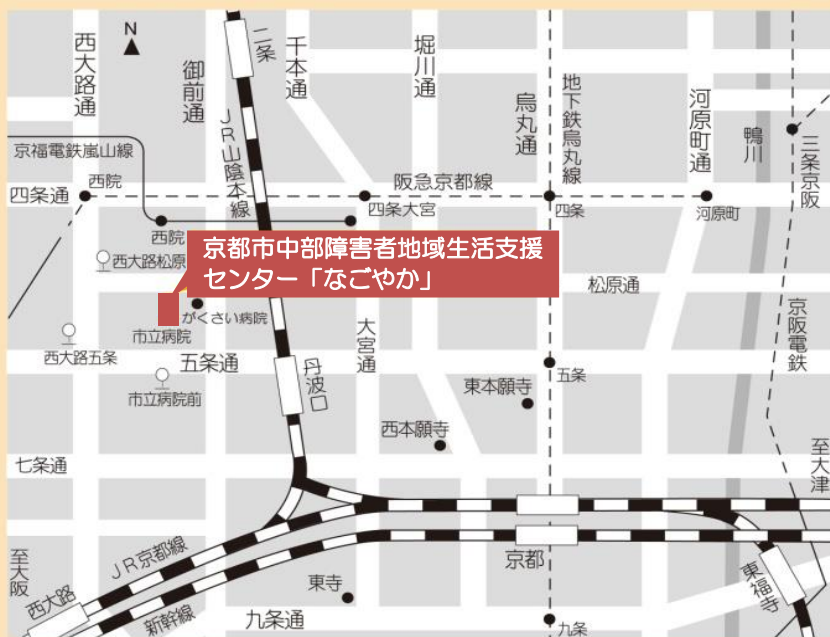 N
西大路通
御前通
二条
千本通
堀川通
烏丸通
地下鉄烏丸線
河原町通
鴨川
三条京阪
JR山陰本線
京福電鉄嵐山線
四条通
西院
阪急京都線
四条大宮
四条
河原町
西院
西大路松原
京都市中部障害者地域生活支援
センター「なごやか」
松原通
がくさい病院
市立病院
大宮通
京阪電鉄
西大路五条
五条通
丹波口
五条
市立病院前
東本願寺
西本願寺
七条通
至大津
至大阪
JR京都線
京都
西大路
新幹線
東寺
東福寺
九条通
九条